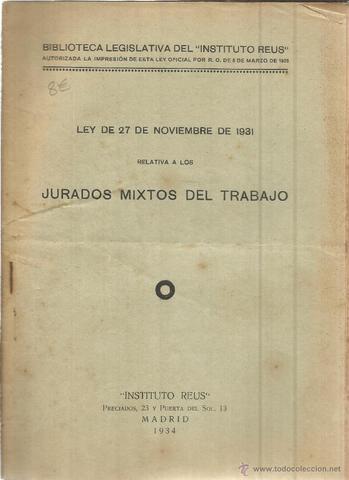 BIBLIOTECA LEGISLATIVA DEL "INSTITUTO REUS"
AUTORIZADA LA IMPRESIÓN DE ESTA LEY OFICIAL POR R. O. DE 5 DE MARZO DE 1905
8€
LEY DE 27 DE NOVIEMBRE DE 1931
RELATIVA A LOS
JURADOS MIXTOS DEL TRABAJO
"INSTITUTO REUS"
PRECIADOS, 23 Y PUERTA DEL SOL, 13
MADRID
1934
© www.todocoleccion.net